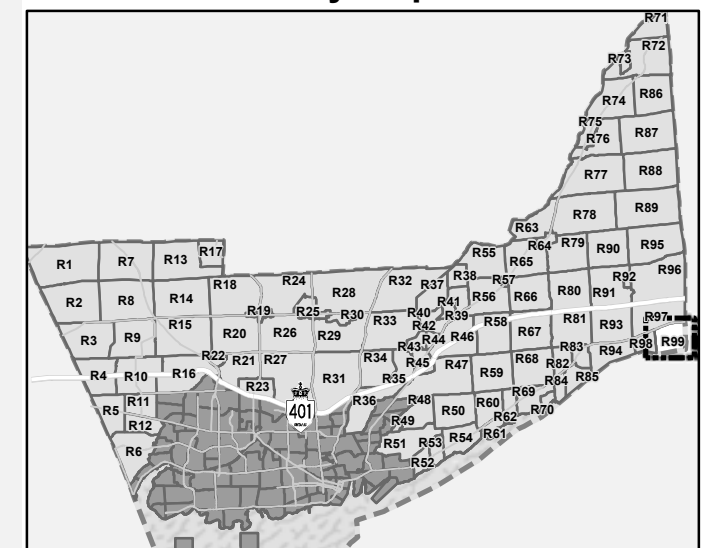 R71
R72
R73
R74 R86
R75
R76 R87
R77 R88
R78 R89
R63
R64 R79 R90 R95
R55 R65
R17
R1 R7 R13
R96
R38 R57 R92
R24 R32 R37
R18 R28
R2 R8 R14
R41 R56 R66 R80 R91
R19 R25 R30 R40 R39
R15 R33 R42 R58 R81 R93 R97
R3 R9 R20 R26 R29 R44 R46 R67
R43 R83 R94 R98 R99
R22 R21 R27 R34 R45 R47 R59 R68 R82
R4 R10 R16 R23 R31 R35 R84 R85
R36 R48 R69
R5 R11 R50 R60 R70
401
ONTARIO
R12 R49 R62
R6 R51 R53 R54 R61
R52